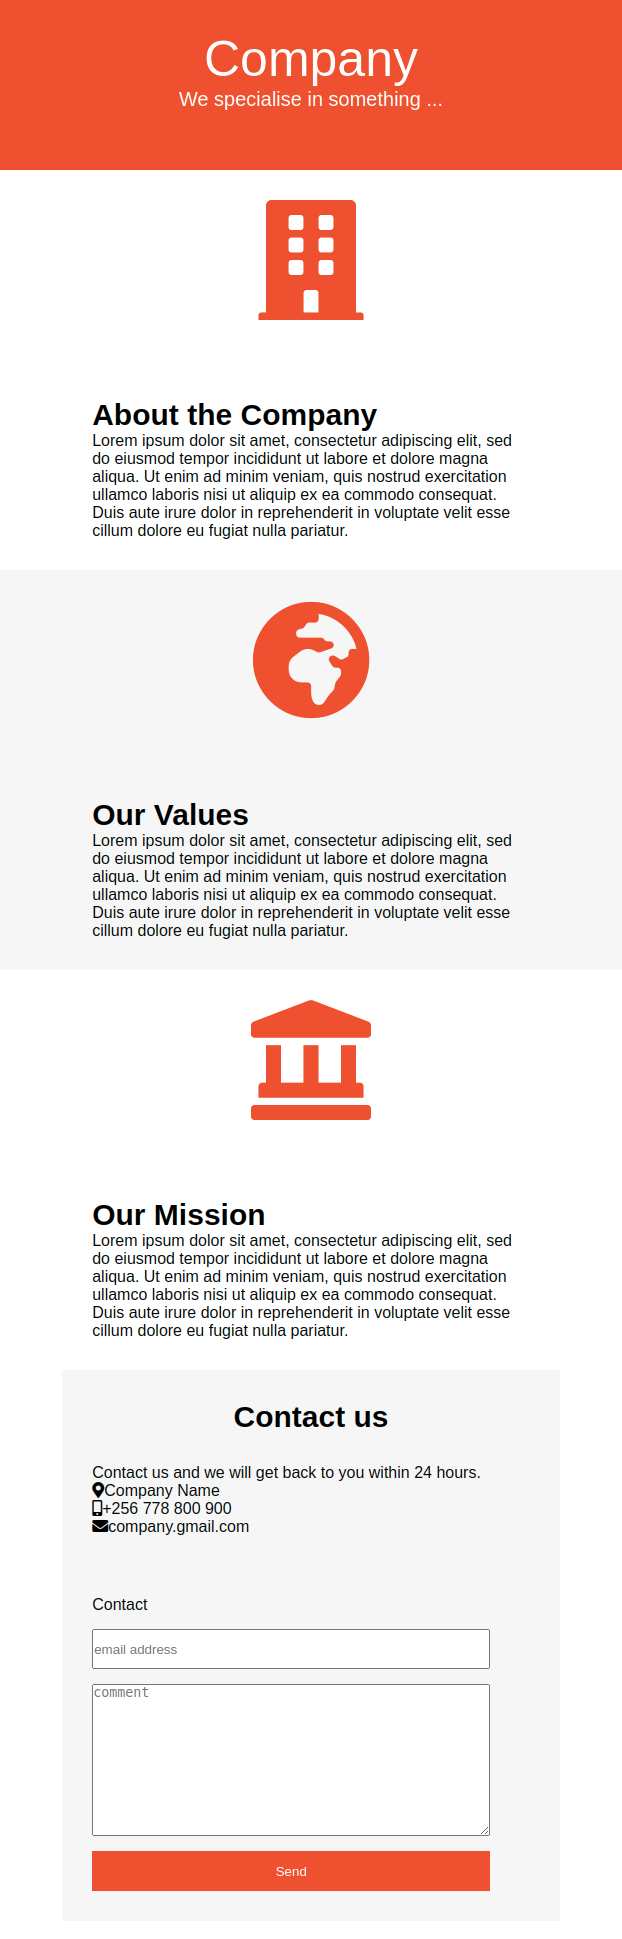 Company
We specialise in something ...
About the Company
Lorem ipsum dolor sit amet, consectetur adipiscing elit, sed
do eiusmod tempor incididunt ut labore et dolore magna
aliqua. Ut enim ad minim veniam, quis nostrud exercitation
ullamco laboris nisi ut aliquip ex ea commodo consequat.
Duis aute irure dolor in reprehenderit in voluptate velit esse
cillum dolore eu fugiat nulla pariatur.
Our Values
Lorem ipsum dolor sit amet, consectetur adipiscing elit, sed
do eiusmod tempor incididunt ut labore et dolore magna
aliqua. Ut enim ad minim veniam, quis nostrud exercitation
ullamco laboris nisi ut aliquip ex ea commodo consequat.
Duis aute irure dolor in reprehenderit in voluptate velit esse
cillum dolore eu fugiat nulla pariatur.
Our Mission
Lorem ipsum dolor sit amet, consectetur adipiscing elit, sed
do eiusmod tempor incididunt ut labore et dolore magna
aliqua. Ut enim ad minim veniam, quis nostrud exercitation
ullamco laboris nisi ut aliquip ex ea commodo consequat.
Duis aute irure dolor in reprehenderit in voluptate velit esse
cillum dolore eu fugiat nulla pariatur.
Contact us
Contact us and we will get back to you within 24 hours.
Company Name
+256 778 800 900
company.gmail.com
Contact
email address
comment
Send